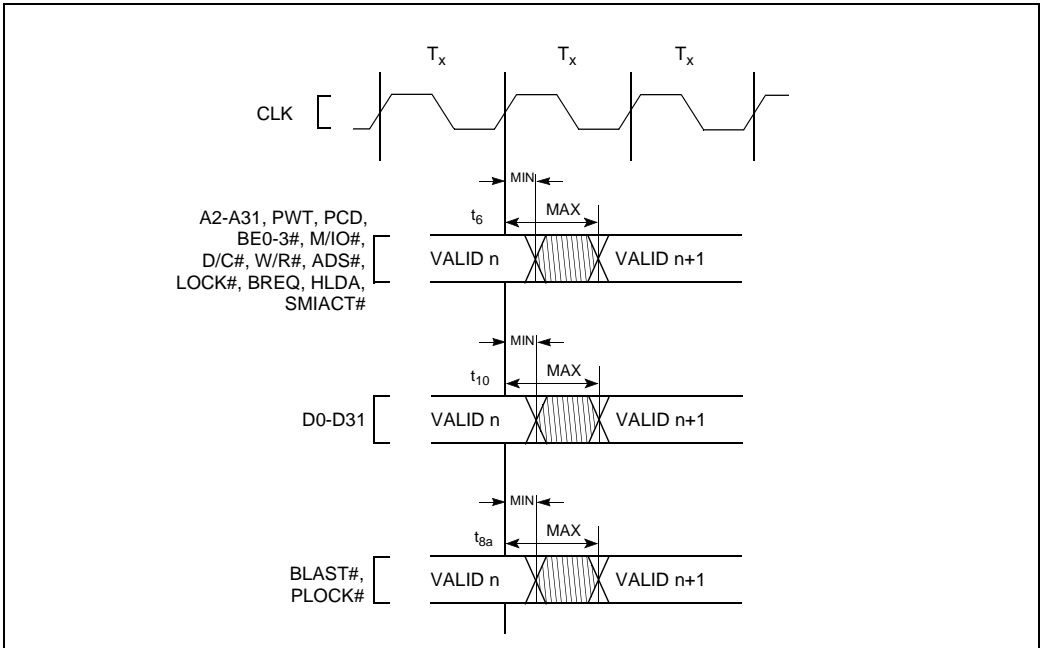 Tx Tx Tx
CLK
MIN
t6 MAX
A2-A31, PWT, PCD,
BE0-3#, M/IO#,
D/C#, W/R#, ADS#,
LOCK#, BREQ, HLDA,
SMIACT#
VALID n VALID n+1
MIN
t10 MAX
D0-D31
VALID n VALID n+1
MIN
t8a MAX
BLAST#,
PLOCK#
VALID n VALID n+1